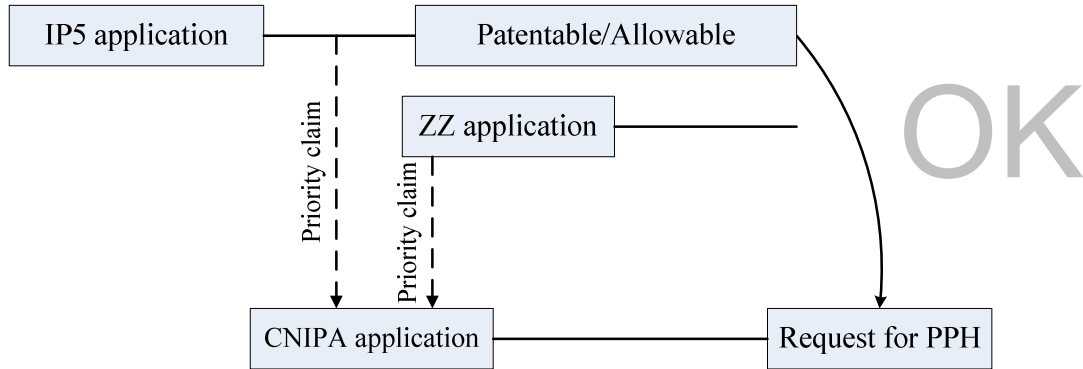 IP5 application
Patentable/Allowable
ZZ application
OK
Priority claim
Priority claim
CNIPA application
Request for PPH